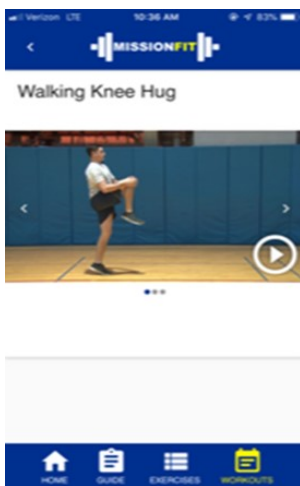 Verizon LTE 10:36 AM 83%
MISSIONFIT
Walking Knee Hug
HOME GUIDE EXERCISES WORKOUTS